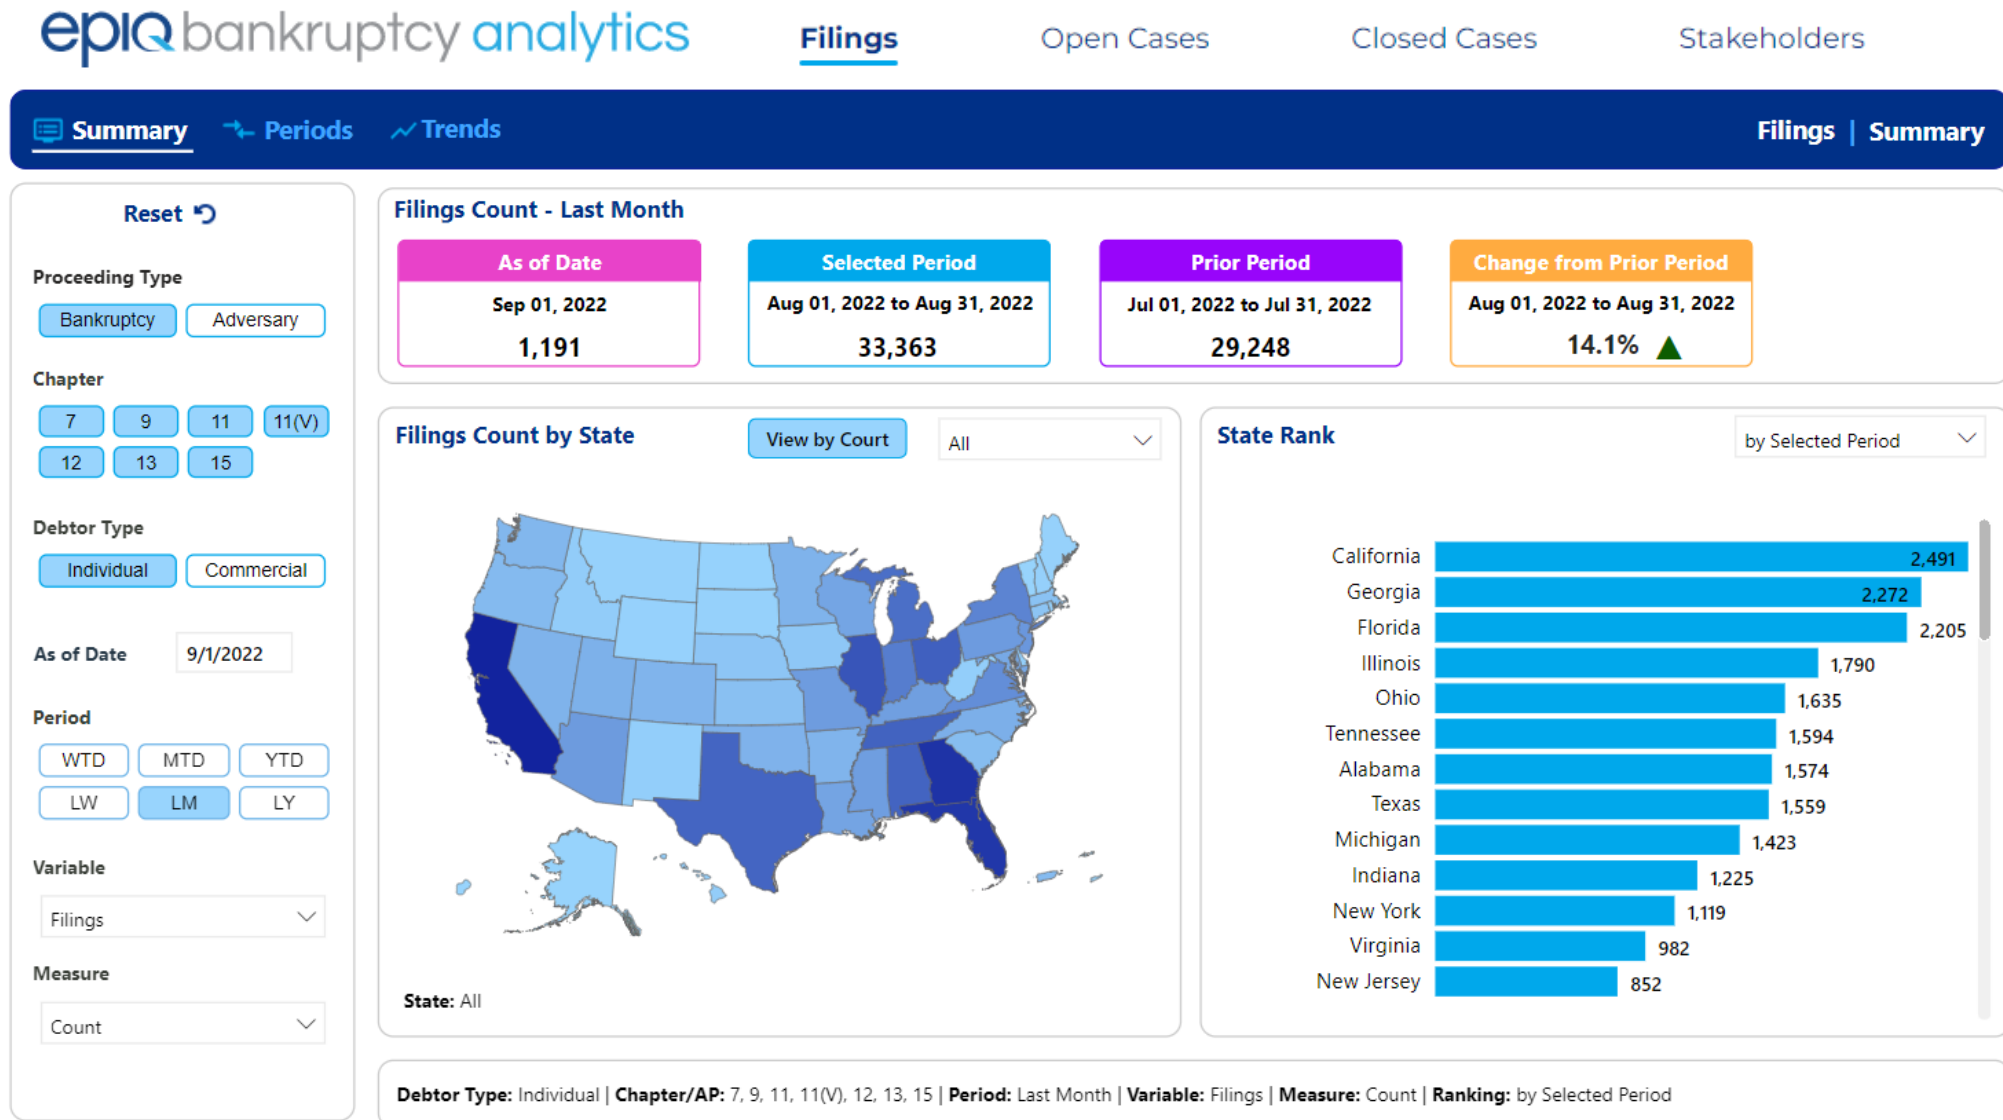 epiq bankruptcy analytics
Filings
Open Cases
Closed Cases
Stakeholders
Summary
Periods
Trends
Filings | Summary
Reset
Proceeding Type
Bankruptcy
Adversary
Chapter
7
9
11
11(V)
12
13
15
Debtor Type
Individual
Commercial
As of Date
9/1/2022
Period
WTD
MTD
YTD
LW
LM
LY
Variable
Filings
Measure
Count
Filings Count - Last Month
As of Date
Sep 01, 2022
1,191
Selected Period
Aug 01, 2022 to Aug 31, 2022
33,363
Prior Period
Jul 01, 2022 to Jul 31, 2022
29,248
Change from Prior Period
Aug 01, 2022 to Aug 31, 2022
14.1%
Filings Count by State
View by Court
All
State: All
State Rank
by Selected Period
California 2,491
Georgia 2,272
Florida 2,205
Illinois 1,790
Ohio 1,635
Tennessee 1,594
Alabama 1,574
Texas 1,559
Michigan 1,423
Indiana 1,225
New York 1,119
Virginia 982
New Jersey 852
Debtor Type: Individual | Chapter/AP: 7, 9, 11, 11(V), 12, 13, 15 | Period: Last Month | Variable: Filings | Measure: Count | Ranking: by Selected Period